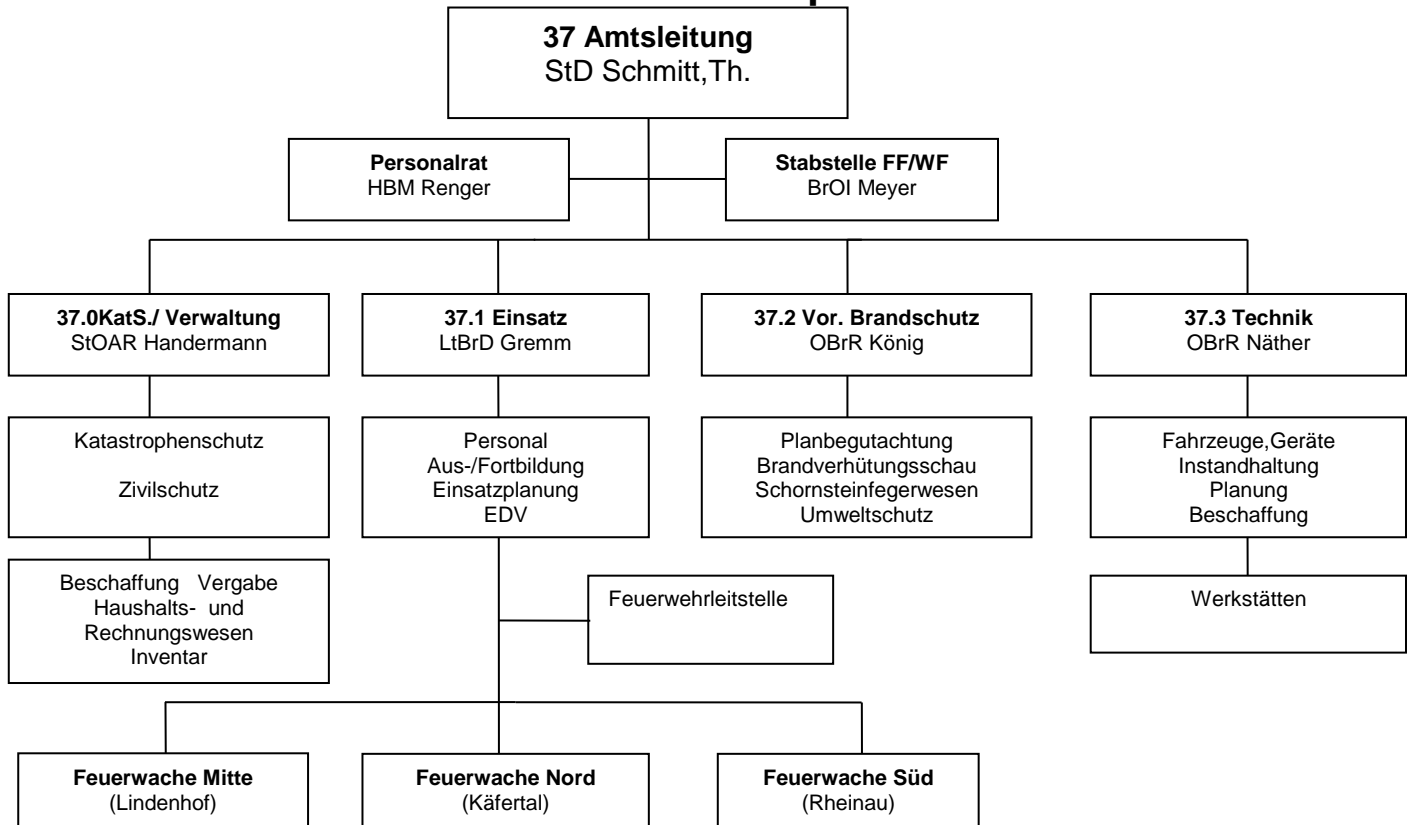 37 Amtsleitung
StD Schmitt,Th.
Personalrat
HBM Renger
Stabstelle FF/WF
BrOI Meyer
37.0KatS./ Verwaltung
StOAR Handermann
37.1 Einsatz
LtBrD Gremm
37.2 Vor. Brandschutz
OBrR König
37.3 Technik
OBrR Näther
Katastrophenschutz
Zivilschutz
Personal
Aus-/Fortbildung
Einsatzplanung
EDV
Planbegutachtung
Brandverhütungsschau
Schornsteinfegerwesen
Umweltschutz
Fahrzeuge,Geräte
Instandhaltung
Planung
Beschaffung
Beschaffung Vergabe
Haushalts- und
Rechnungswesen
Inventar
Feuerwehrleitstelle
Werkstätten
Feuerwache Mitte
(Lindenhof)
Feuerwache Nord
(Käfertal)
Feuerwache Süd
(Rheinau)